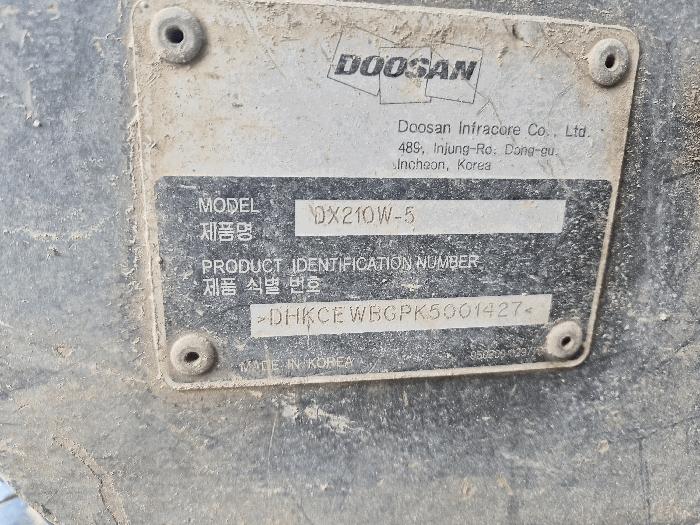 DOOSAN
Doosan Infracore Co., Ltd.
489, Injung-Ro, Dong-gu,
Incheon, Korea
MODEL
제품명
DX210W-5
PRODUCT IDENTIFICATION NUMBER
제품 식별 번호
>DHKCEWBGPK5001427<
MADE IN KOREA